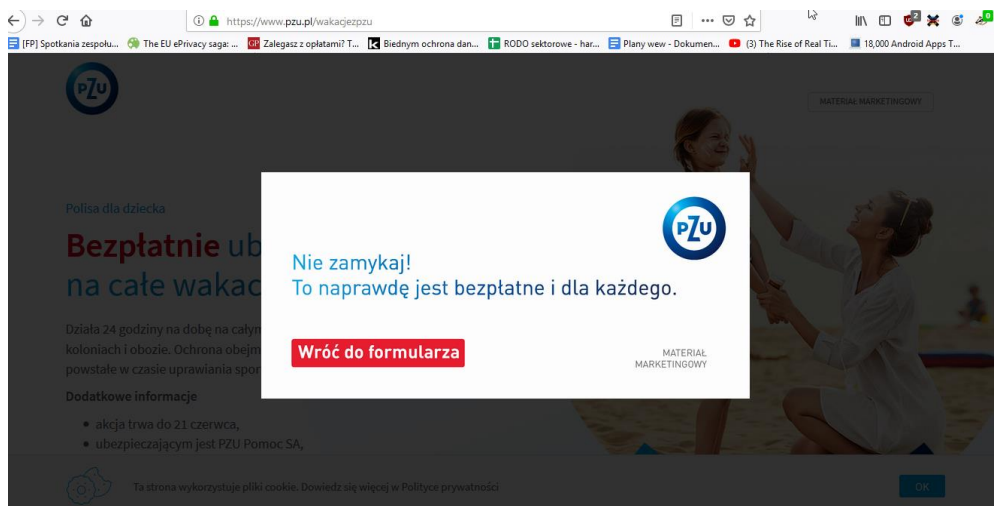 https://www.pzu.pl/wakacjezpzu
[FP] Spotkania zespołu...
The EU ePrivacy saga: ...
GP Zalegasz z opłatami? T...
Biednym ochrona dan...
RODO sektorowe - har...
Plany wew - Dokumen...
(3) The Rise of Real Ti...
18,000 Android Apps T...
2
PZU
MATERIAŁ MARKETINGOWY
Polisa dla dziecka
Bezpłatnie ub
na całe wakac
Działa 24 godziny na dobę na całym
koloniach i obozie. Ochrona obejm
powstałe w czasie uprawiania spor
Dodatkowe informacje
akcja trwa do 21 czerwca,
ubezpieczającym jest PZU Pomoc SA,
PZU
Nie zamykaj!
To naprawdę jest bezpłatne i dla każdego.
Wróć do formularza
MATERIAŁ
MARKETINGOWY
Ta strona wykorzystuje pliki cookie. Dowiedz się więcej w Polityce prywatności
OK